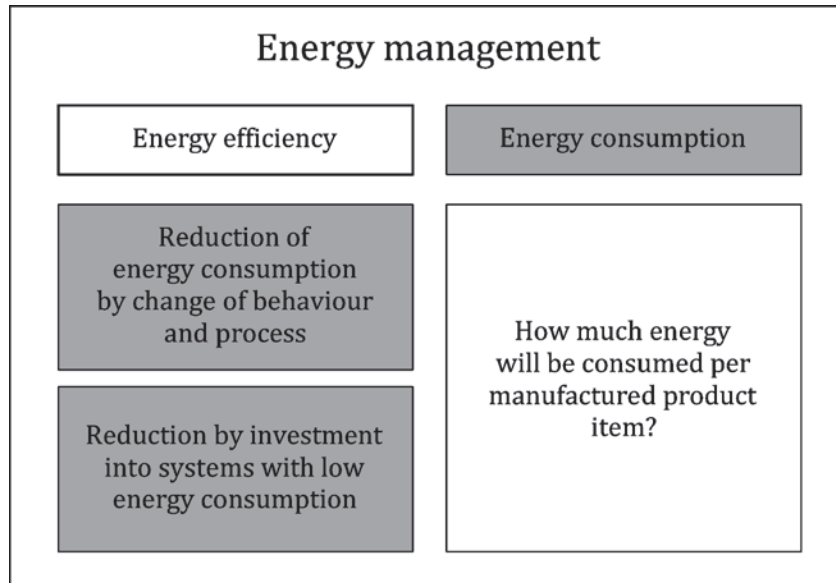 Energy management
Energy efficiency
Energy consumption
Reduction of
energy consumption
by change of behaviour
and process
Reduction by investment
into systems with low
energy consumption
How much energy
will be consumed per
manufactured product
item?